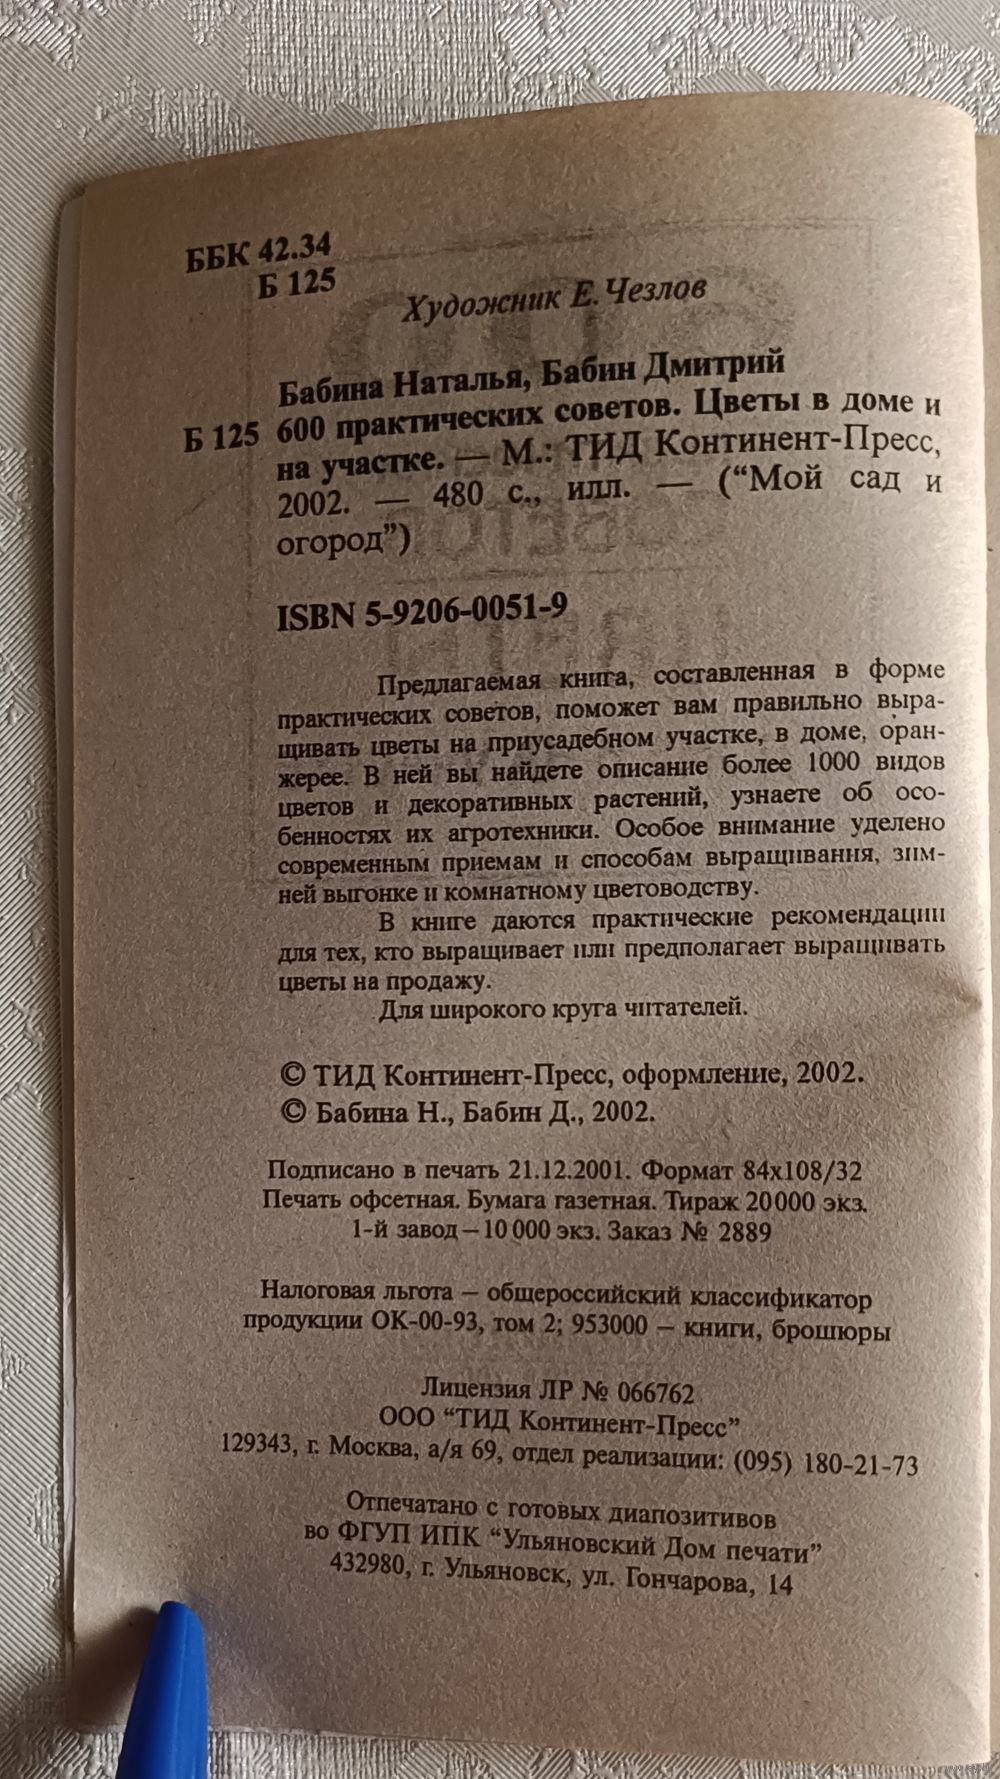 ББК 42.34
Б 125
Художник Е. Чезлов
Бабина Наталья, Бабин Дмитрий
Б 125 600 практических советов. Цветы в доме и
на участке. — М.: ТИД Континент-Пресс,
2002. — 480 с., илл. — (“Мой сад и
огород”)
ISBN 5-9206-0051-9
Предлагаемая книга, составленная в форме
практических советов, поможет вам правильно выра-
щивать цветы на приусадебном участке, в доме, оран-
жерее. В ней вы найдете описание более 1000 видов
цветов и декоративных растений, узнаете об осо-
бенностях их агротехники. Особое внимание уделено
современным приемам и способам выращивания, зим-
ней выгонке и комнатному цветоводству.
В книге даются практические рекомендации
для тех, кто выращивает или предполагает выращивать
цветы на продажу.
Для широкого круга читателей.
© ТИД Континент-Пресс, оформление, 2002.
© Бабина Н., Бабин Д., 2002.
Подписано в печать 21.12.2001. Формат 84х108/32
Печать офсетная. Бумага газетная. Тираж 20 000 экз.
1-й завод – 10 000 экз. Заказ № 2889
Налоговая льгота – общероссийский классификатор
продукции ОК-00-93, том 2; 953000 – книги, брошюры
Лицензия ЛР № 066762
ООО “ТИД Континент-Пресс”
129343, г. Москва, а/я 69, отдел реализации: (095) 180-21-73
Отпечатано с готовых диапозитивов
во ФГУП ИПК “Ульяновский Дом печати”
432980, г. Ульяновск, ул. Гончарова, 14